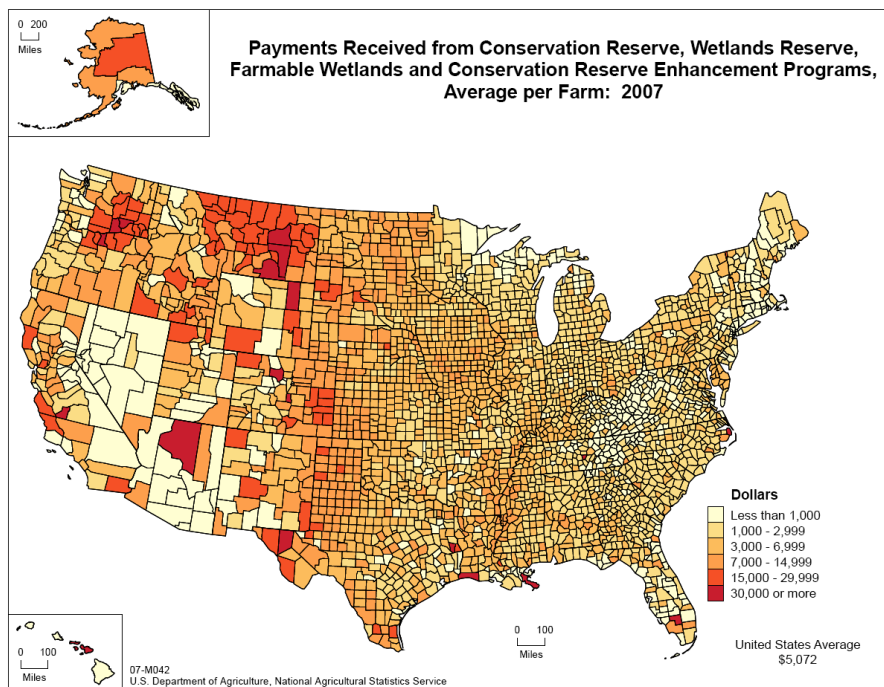 0 200
Miles
Payments Received from Conservation Reserve, Wetlands Reserve,
Farmable Wetlands and Conservation Reserve Enhancement Programs,
Average per Farm: 2007
Dollars
Less than 1,000
1,000 - 2,999
3,000 - 6,999
7,000 - 14,999
15,000 - 29,999
30,000 or more
0 100
Miles
0 100
Miles
United States Average
$5,072
07-M042
U.S. Department of Agriculture, National Agricultural Statistics Service